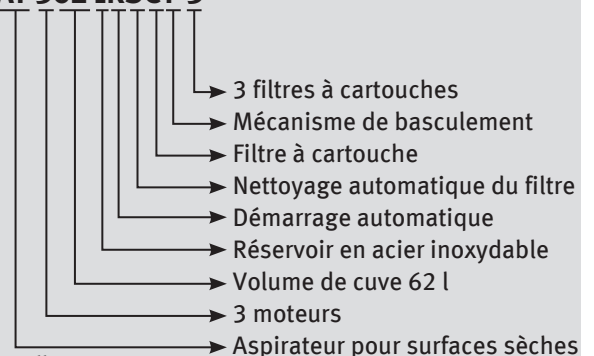 3 filtres à cartouches
Mécanisme de basculement
Filtre à cartouche
Nettoyage automatique du filtre
Démarrage automatique
Réservoir en acier inoxydable
Volume de cuve 62 l
3 moteurs
Aspirateur pour surfaces sèches